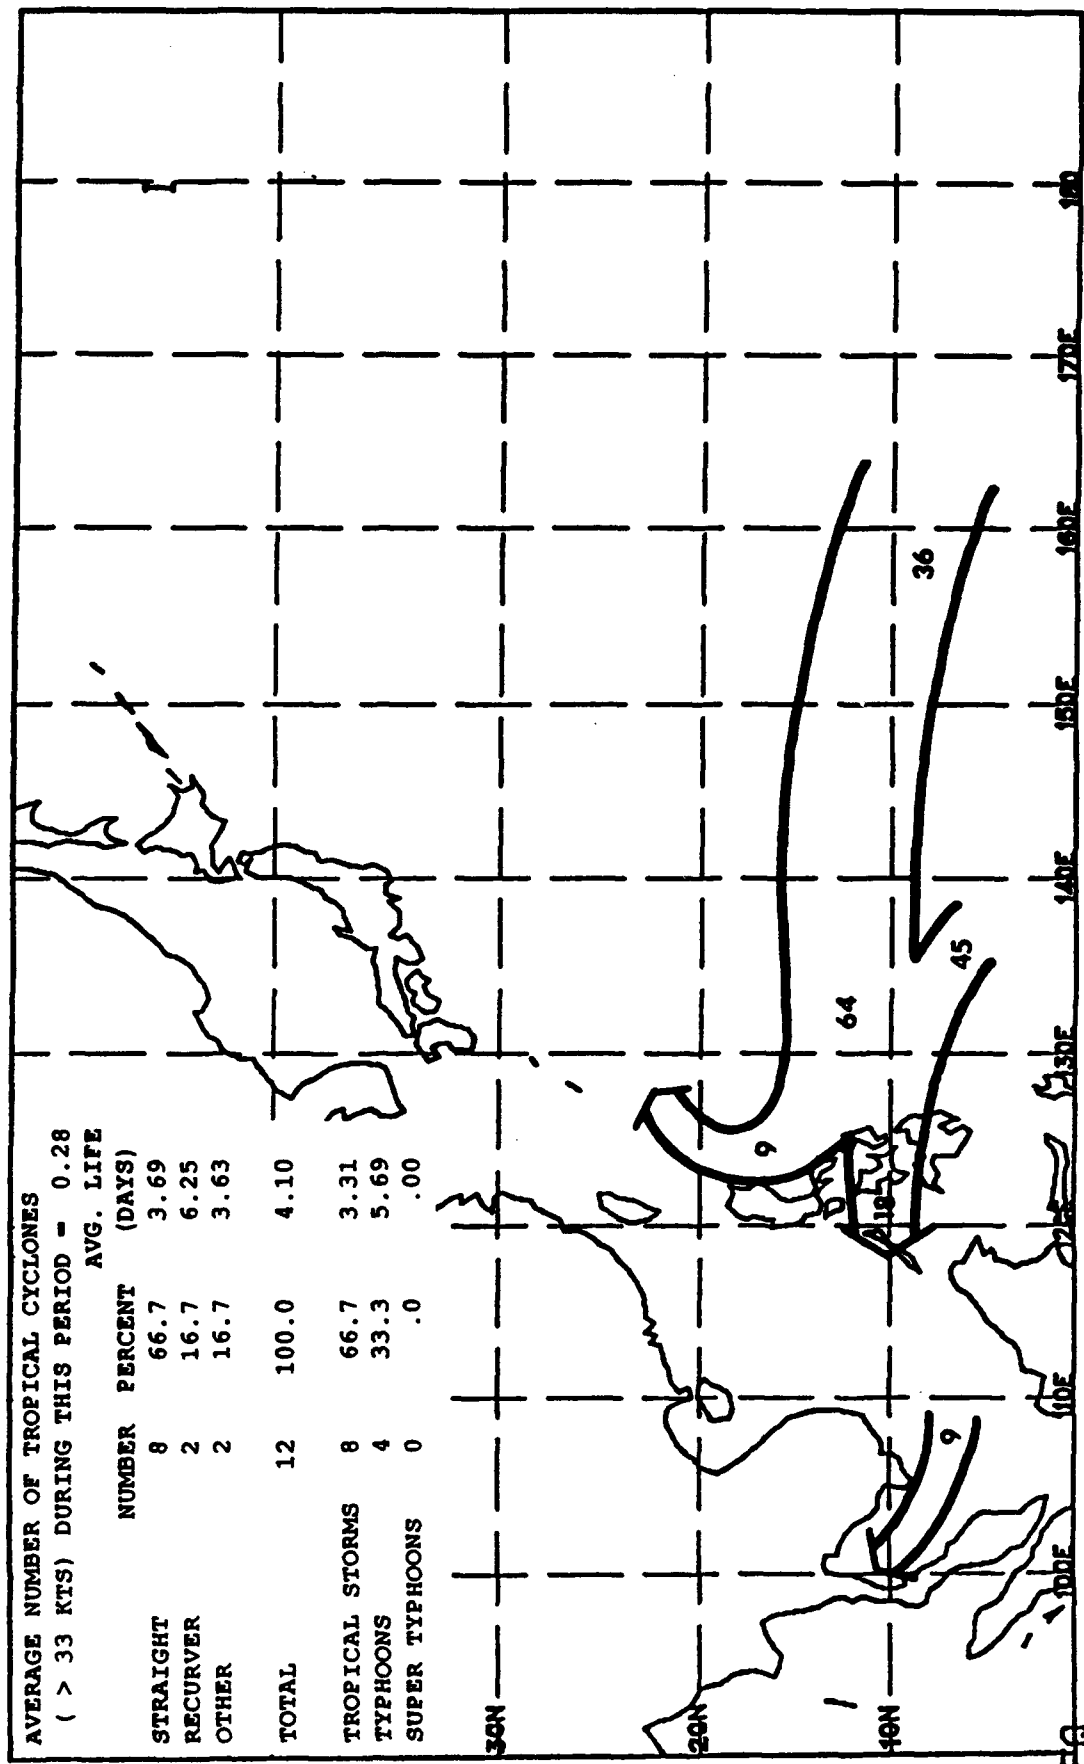 AVERAGE NUMBER OF TROPICAL CYCLONES
( > 33 KTS) DURING THIS PERIOD = 0.28
AVG. LIFE
NUMBER PERCENT (DAYS)
STRAIGHT 8 66.7 3.69
RECURVER 2 16.7 6.25
OTHER 2 16.7 3.63
TOTAL 12 100.0 4.10
TROPICAL STORMS 8 66.7 3.31
TYPHOONS 4 33.3 5.69
SUPER TYPHOONS 0 .0 .00
30N
20N
9
64
36
10N
9
18
45
100E 110E 130E 140E 150E 160E 170E 180